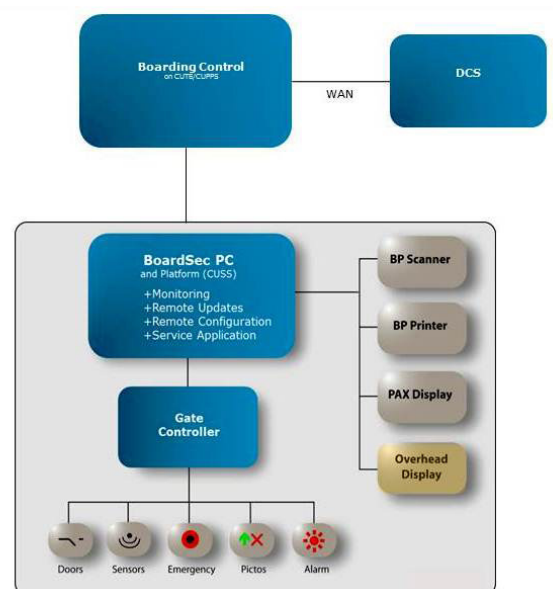 Boarding Control
on CUTE/CUPPS
DCS
WAN
BoardSec PC
and Platform (CUSS)
+Monitoring
+Remote Updates
+Remote Configuration
+Service Application
BP Scanner
BP Printer
PAX Display
Overhead
Display
Gate
Controller
Doors
Sensors
Emergency
Pictos
Alarm